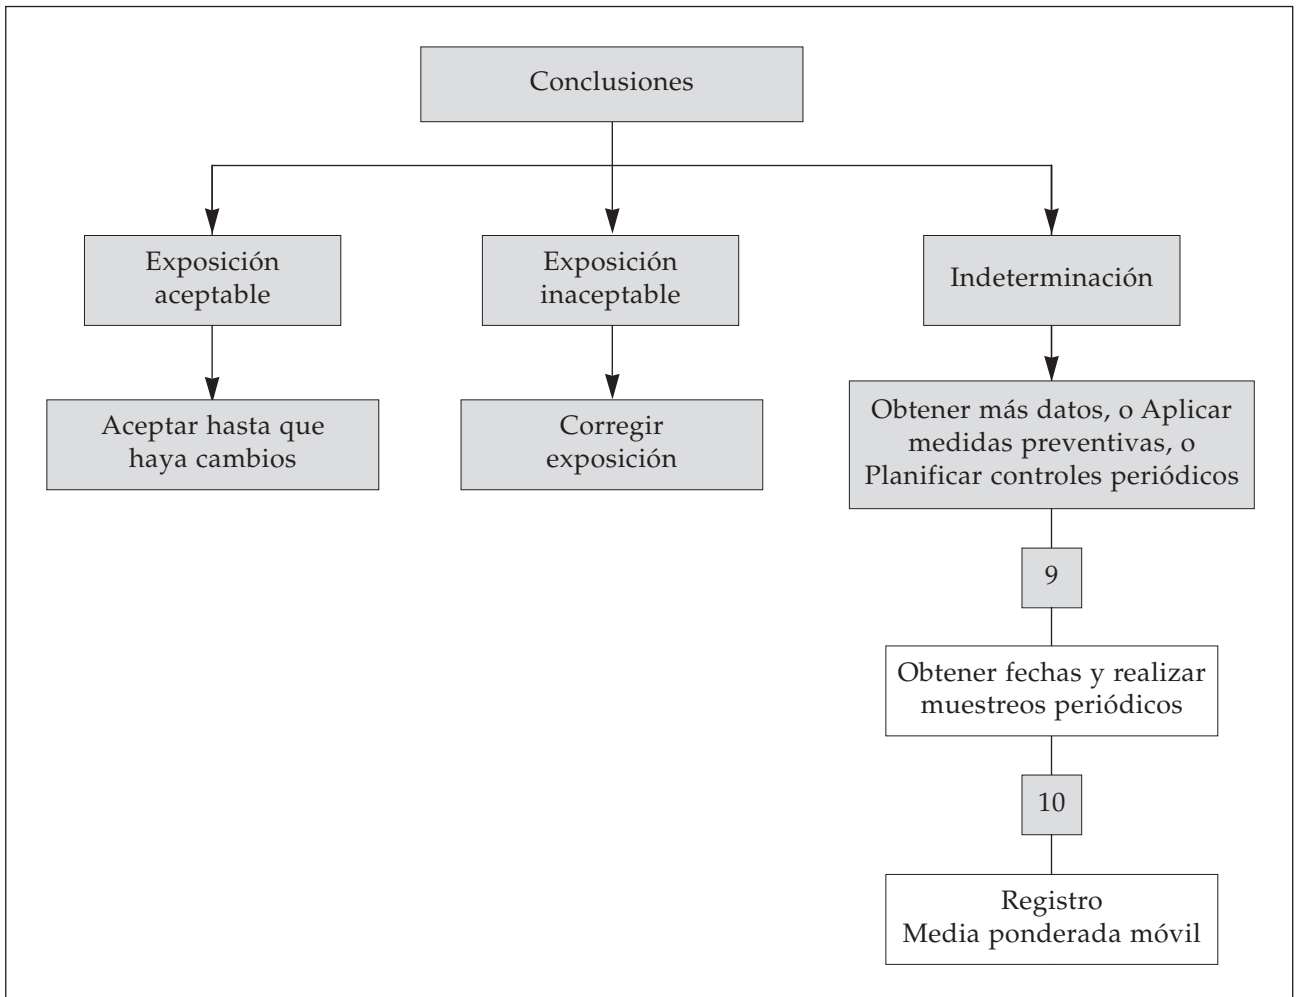 Conclusiones
Exposición
aceptable
Exposición
inaceptable
Indeterminación
Aceptar hasta que
haya cambios
Corregir
exposición
Obtener más datos, o Aplicar
medidas preventivas, o
Planificar controles periódicos
9
Obtener fechas y realizar
muestreos periódicos
10
Registro
Media ponderada móvil